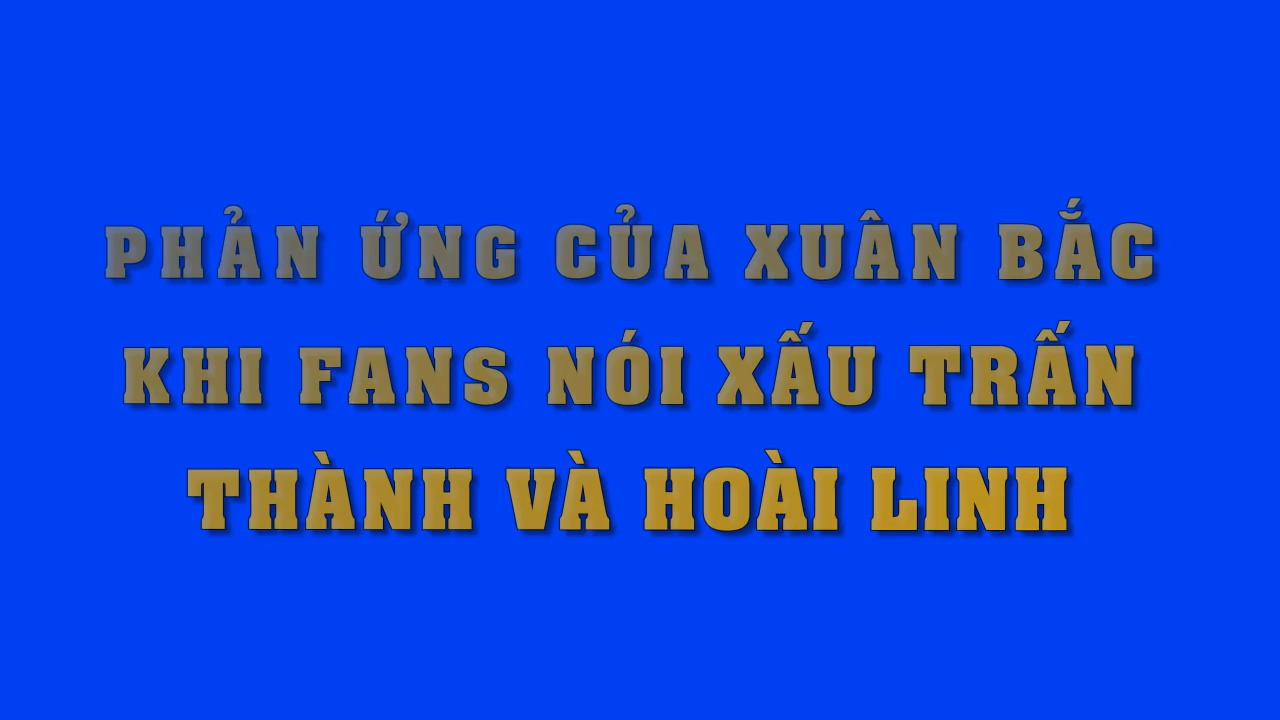 PHẢN ỨNG CỦA XUÂN BẮC
KHI FANS NÓI XẤU TRẤN
THÀNH VÀ HOÀI LINH